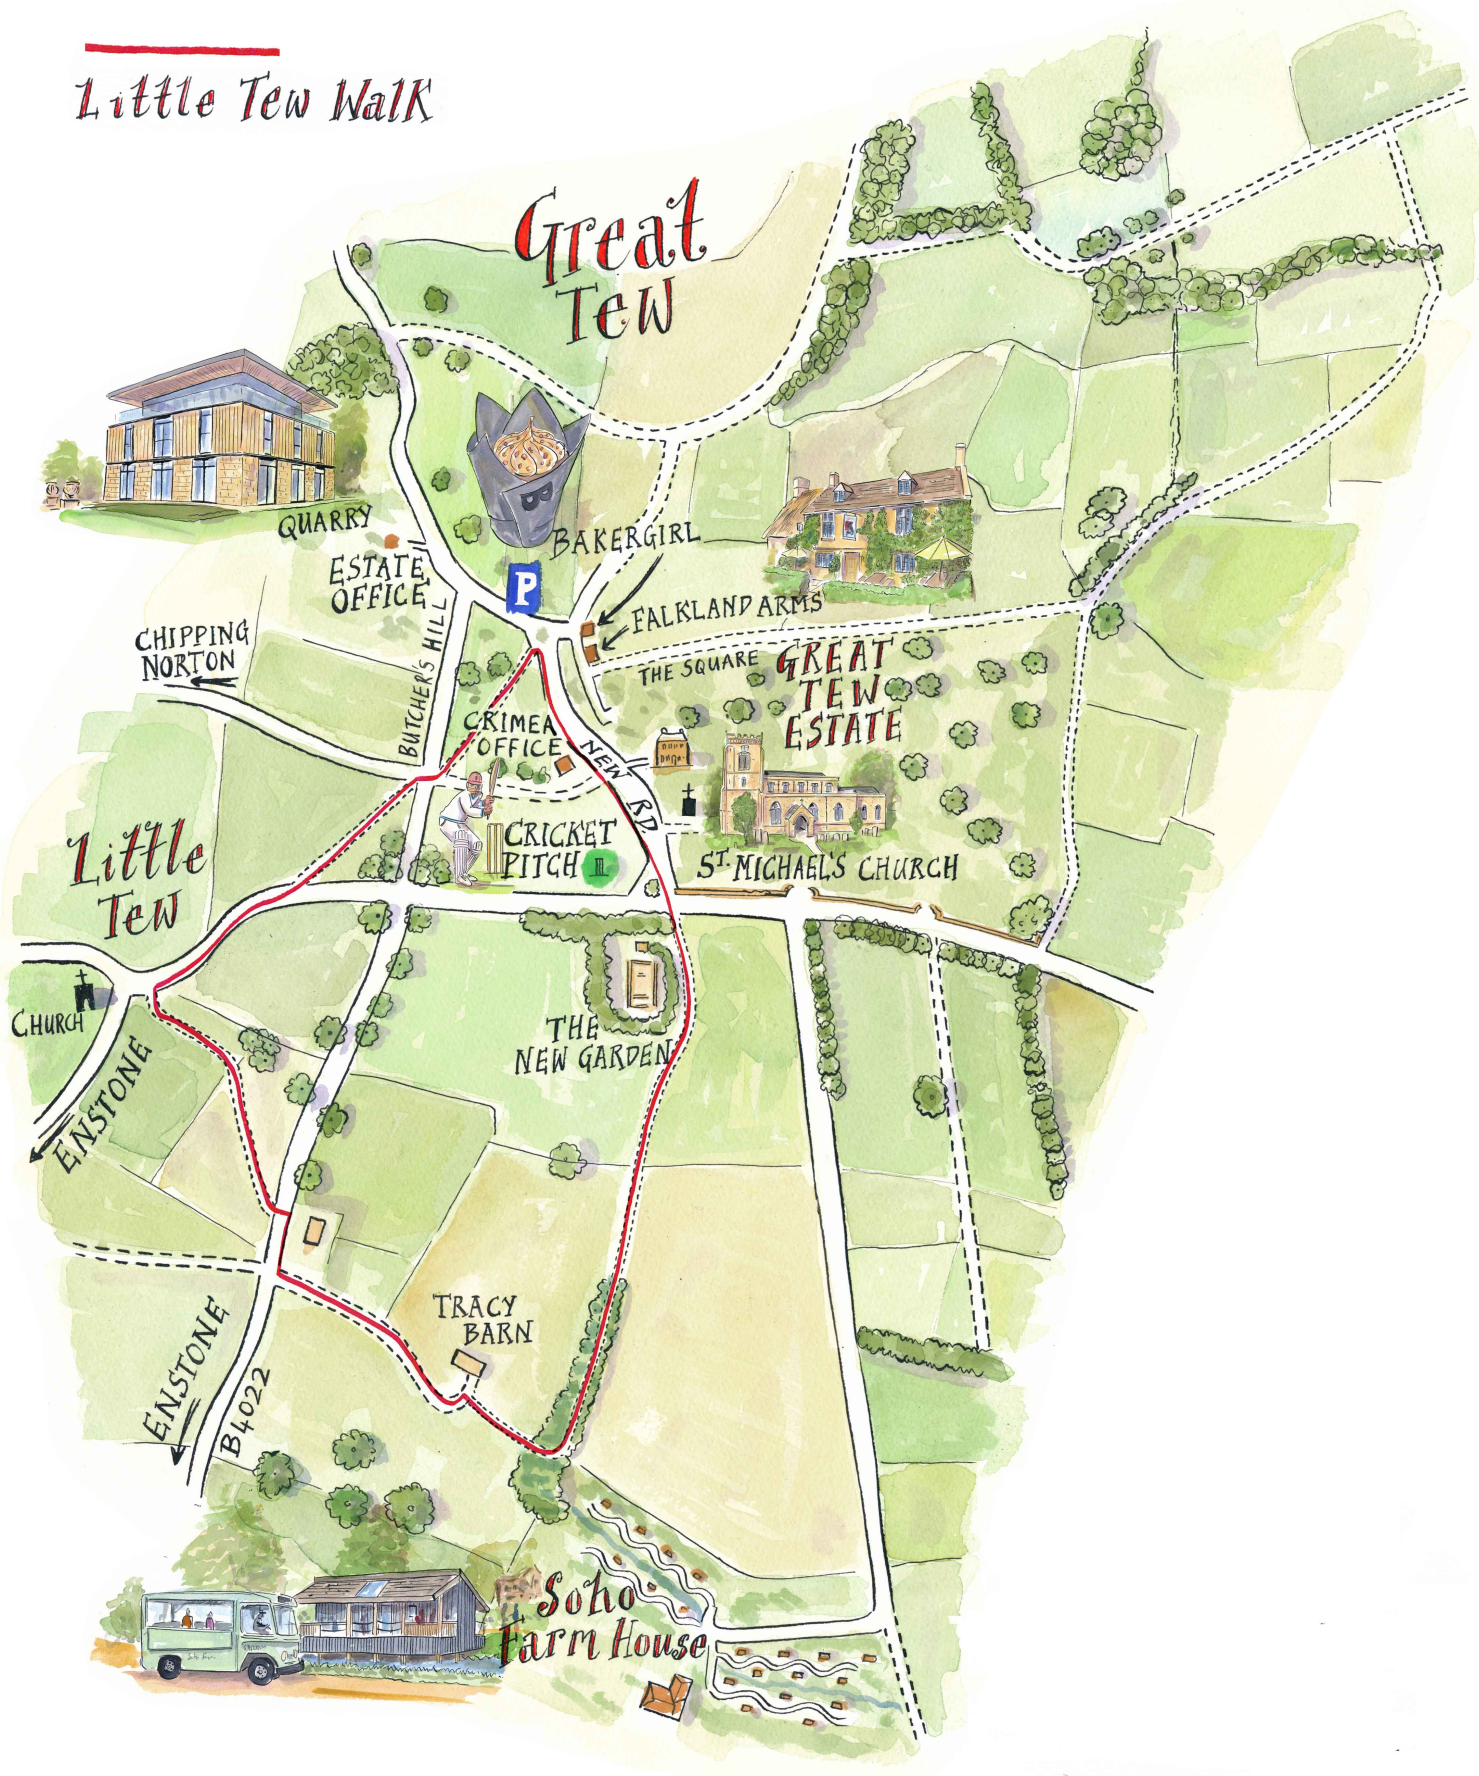 Little Tew Walk
Great
Tew
QUARRY
ESTATE
OFFICE
BAKERGIRL
P
FALKLAND ARMS
CHIPPING
NORTON
BUTCHER'S HILL
THE SQUARE
GREAT
TEW
ESTATE
CRIMEA
OFFICE
NEW RD.
CRICKET
PITCH
ST. MICHAEL'S CHURCH
Little
Tew
CHURCH
ENSTONE
THE
NEW GARDEN
TRACY
BARN
ENSTONE
B4022
Soho
Farm House